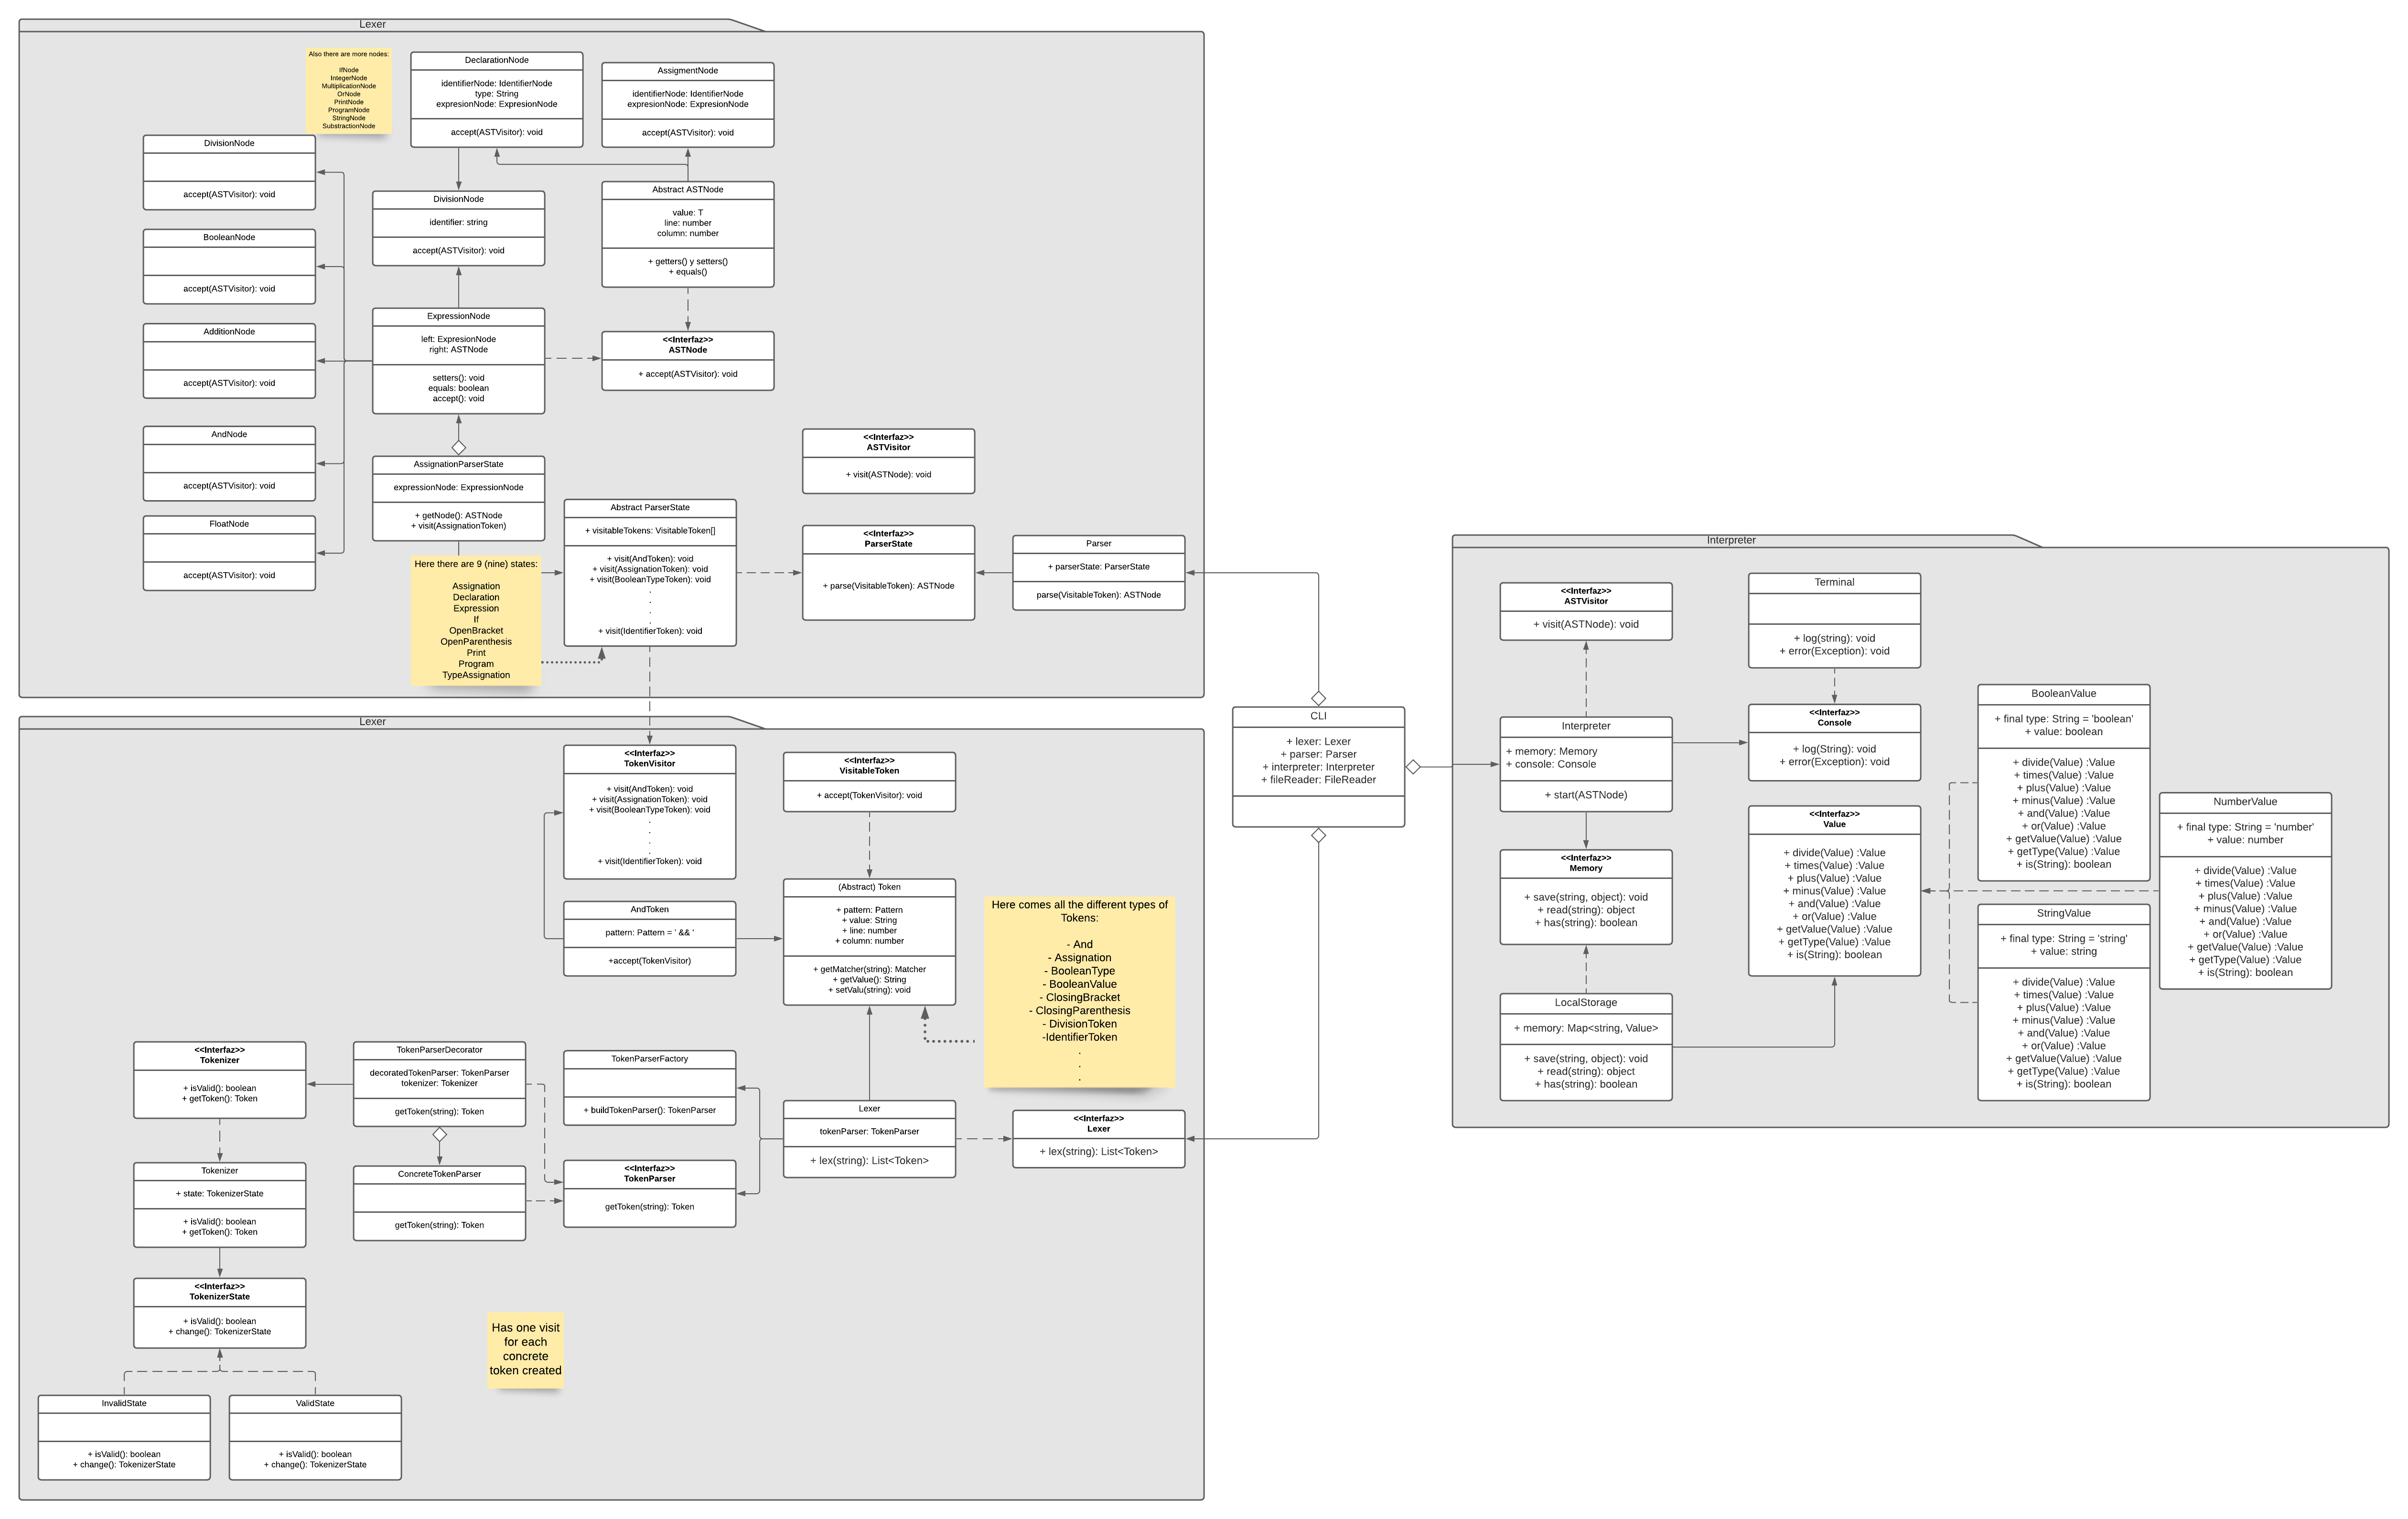 Lexer
Also there are more nodes:
IfNode
IntegerNode
MultiplicationNode
OrNode
PrintNode
ProgramNode
StringNode
SubstractionNode
DeclarationNode
identifierNode: IdentifierNode
type: String
expresionNode: ExpresionNode
accept(ASTVisitor): void
AssigmentNode
identifierNode: IdentifierNode
expresionNode: ExpresionNode
accept(ASTVisitor): void
DivisionNode
accept(ASTVisitor): void
DivisionNode
identifier: string
accept(ASTVisitor): void
Abstract ASTNode
value: T
line: number
column: number
+ getters() y setters()
+ equals()
BooleanNode
accept(ASTVisitor): void
ExpressionNode
left: ExpresionNode
right: ASTNode
setters(): void
equals: boolean
accept(): void
<<Interfaz>>
ASTNode
+ accept(ASTVisitor): void
AdditionNode
accept(ASTVisitor): void
AndNode
accept(ASTVisitor): void
<<Interfaz>>
ASTVisitor
+ visit(ASTNode): void
AssignationParserState
expressionNode: ExpressionNode
+ getNode(): ASTNode
+ visit(AssignationToken)
FloatNode
accept(ASTVisitor): void
Abstract ParserState
+ visitableTokens: VisitableToken[]
+ visit(AndToken): void
+ visit(AssignationToken): void
+ visit(BooleanTypeToken): void
.
.
.
.
+ visit(IdentifierToken): void
<<Interfaz>>
ParserState
+ parse(VisitableToken): ASTNode
Parser
+ parserState: ParserState
parse(VisitableToken): ASTNode
Here there are 9 (nine) states:
Assignation
Declaration
Expression
If
OpenBracket
OpenParenthesis
Print
Program
TypeAssignation
Lexer
<<Interfaz>>
TokenVisitor
+ visit(AndToken): void
+ visit(AssignationToken): void
+ visit(BooleanTypeToken): void
.
.
.
.
+ visit(IdentifierToken): void
<<Interfaz>>
VisitableToken
+ accept(TokenVisitor): void
(Abstract) Token
+ pattern: Pattern
+ value: String
+ line: number
+ column: number
+ getMatcher(string): Matcher
+ getValue(): String
+ setValu(string): void
AndToken
pattern: Pattern = ' && '
+accept(TokenVisitor)
Here comes all the different types of
Tokens:
- And
- Assignation
- BooleanType
- BooleanValue
- ClosingBracket
- ClosingParenthesis
- DivisionToken
-IdentifierToken
.
.
.
<<Interfaz>>
Tokenizer
+ isValid(): boolean
+ getToken(): Token
TokenParserDecorator
decoratedTokenParser: TokenParser
tokenizer: Tokenizer
getToken(string): Token
TokenParserFactory
+ buildTokenParser(): TokenParser
Lexer
tokenParser: TokenParser
+ lex(string): List<Token>
<<Interfaz>>
Lexer
+ lex(string): List<Token>
Tokenizer
+ state: TokenizerState
+ isValid(): boolean
+ getToken(): Token
ConcreteTokenParser
getToken(string): Token
<<Interfaz>>
TokenParser
getToken(string): Token
<<Interfaz>>
TokenizerState
+ isValid(): boolean
+ change(): TokenizerState
Has one visit
for each
concrete
token created
InvalidState
+ isValid(): boolean
+ change(): TokenizerState
ValidState
+ isValid(): boolean
+ change(): TokenizerState
CLI
+ lexer: Lexer
+ parser: Parser
+ interpreter: Interpreter
+ fileReader: FileReader
Interpreter
<<Interfaz>>
ASTVisitor
+ visit(ASTNode): void
Terminal
+ log(string): void
+ error(Exception): void
Interpreter
+ memory: Memory
+ console: Console
+ start(ASTNode)
<<Interfaz>>
Console
+ log(String): void
+ error(Exception): void
BooleanValue
+ final type: String = 'boolean'
+ value: boolean
+ divide(Value) :Value
+ times(Value) :Value
+ plus(Value) :Value
+ minus(Value) :Value
+ and(Value) :Value
+ or(Value) :Value
+ getValue(Value) :Value
+ getType(Value) :Value
+ is(String): boolean
NumberValue
+ final type: String = 'number'
+ value: number
+ divide(Value) :Value
+ times(Value) :Value
+ plus(Value) :Value
+ minus(Value) :Value
+ and(Value) :Value
+ or(Value) :Value
+ getValue(Value) :Value
+ getType(Value) :Value
+ is(String): boolean
<<Interfaz>>
Value
+ divide(Value) :Value
+ times(Value) :Value
+ plus(Value) :Value
+ minus(Value) :Value
+ and(Value) :Value
+ or(Value) :Value
+ getValue(Value) :Value
+ getType(Value) :Value
+ is(String): boolean
<<Interfaz>>
Memory
+ save(string, object): void
+ read(string): object
+ has(string): boolean
StringValue
+ final type: String = 'string'
+ value: string
+ divide(Value) :Value
+ times(Value) :Value
+ plus(Value) :Value
+ minus(Value) :Value
+ and(Value) :Value
+ or(Value) :Value
+ getValue(Value) :Value
+ getType(Value) :Value
+ is(String): boolean
LocalStorage
+ memory: Map<string, Value>
+ save(string, object): void
+ read(string): object
+ has(string): boolean